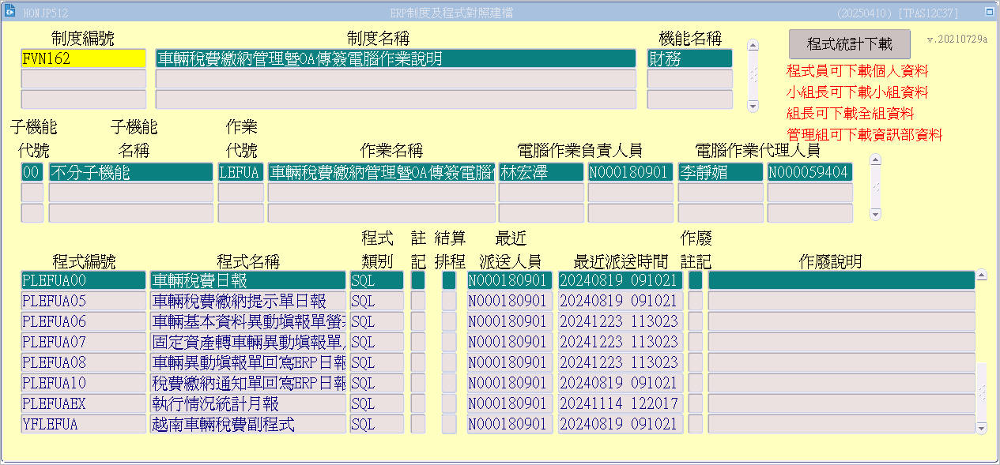 HONJP512 ERP制度及程式對照建檔 (20250410) [TPAS12C37]
制度編號 制度名稱 機能名稱 程式統計下載 v.20210729a
FVN162 車輛稅費繳納管理暨OA傳簽電腦作業說明 財務
程式員可下載個人資料
小組長可下載小組資料
組長可下載全組資料
管理組可下載資訊部資料
子機能 子機能 作業
代號 名稱 代號 作業名稱 電腦作業負責人員 電腦作業代理人員
00 不分子機能 LEFUA 車輛稅費繳納管理暨OA傳簽電腦 林宏澤 N000180901 李靜媚 N000059404
程式 註 結算 最近 作廢
程式編號 程式名稱 類別 記 排程 派送人員 最近派送時間 註記 作廢說明
PLEFUA00 車輛稅費日報 SQL N000180901 20240819 091021
PLEFUA05 車輛稅費繳納提示單日報 SQL N000180901 20240819 091021
PLEFUA06 車輛基本資料異動填報單螢 SQL N000180901 20241223 113023
PLEFUA07 固定資產轉車輛異動填報單 SQL N000180901 20241223 113023
PLEFUA08 車輛異動填報單回寫ERP日報 SQL N000180901 20241223 113023
PLEFUA10 稅費繳納通知單回寫ERP日報 SQL N000180901 20240819 091021
PLEFUAEX 執行情況統計月報 SQL N000180901 20241114 122017
YFLEFUA 越南車輛稅費副程式 SQL N000180901 20240819 091021